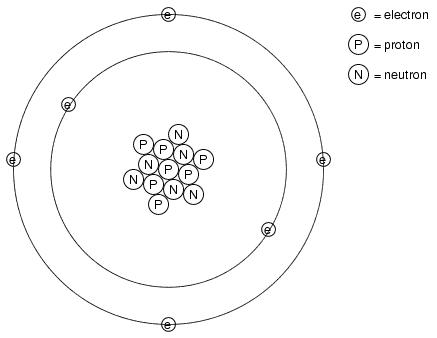 e
e = electron
P = proton
N = neutron
e
N
P P N P
e
e
N P P
N P N N
P
e
e